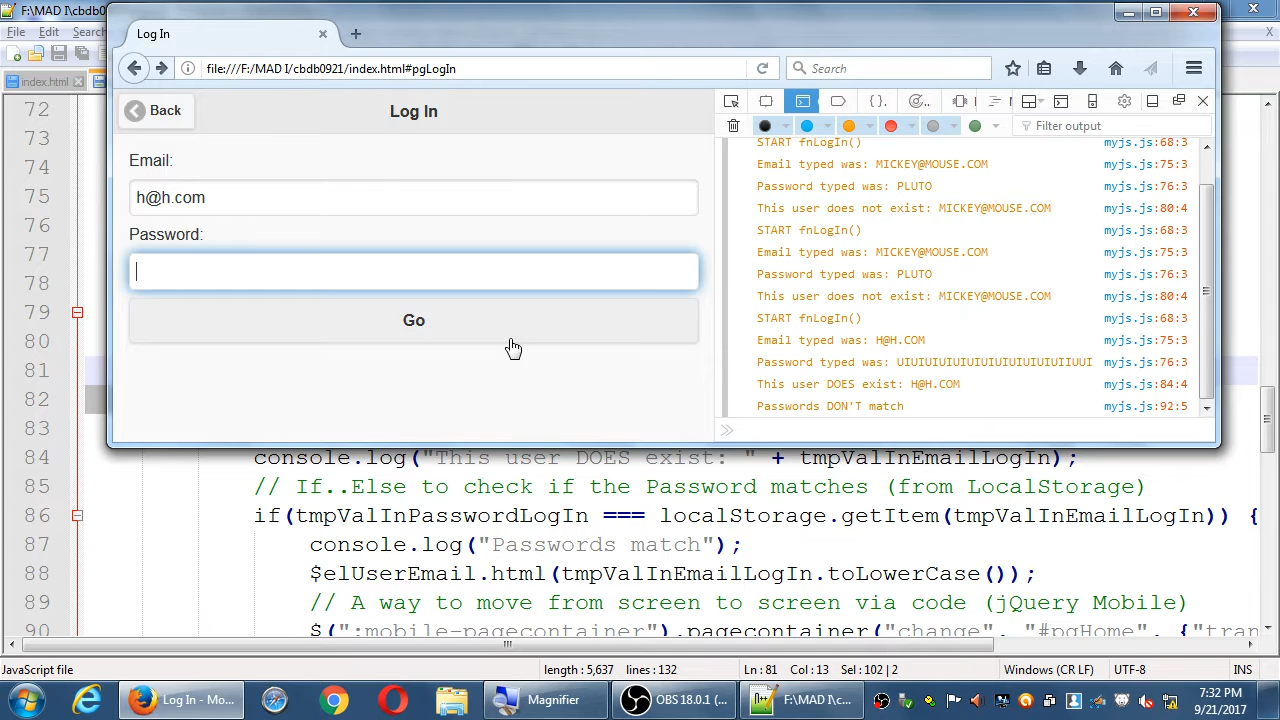 F:\MAD I\cbdb0
File Edit Search
index.html
Log In
file:///F:/MAD I/cbdb0921/index.html#pgLogIn
Search
Back
Log In
Email:
h@h.com
Password:
Go
Filter output
START fnLogIn() myjs.js:68:3
Email typed was: MICKEY@MOUSE.COM myjs.js:75:3
Password typed was: PLUTO myjs.js:76:3
This user does not exist: MICKEY@MOUSE.COM myjs.js:80:4
START fnLogIn() myjs.js:68:3
Email typed was: MICKEY@MOUSE.COM myjs.js:75:3
Password typed was: PLUTO myjs.js:76:3
This user does not exist: MICKEY@MOUSE.COM myjs.js:80:4
START fnLogIn() myjs.js:68:3
Email typed was: H@H.COM myjs.js:75:3
Password typed was: UIUIUIUIUIUIUIUIUIUIUIUIIUUI myjs.js:76:3
This user DOES exist: H@H.COM myjs.js:84:4
Passwords DON'T match myjs.js:92:5
72
73
74
75
76
77
78
79
80
81
82
83
84 console.log("This user DOES exist: " + tmpValInEmailLogIn);
85 // If..Else to check if the Password matches (from LocalStorage)
86 if(tmpValInPasswordLogIn === localStorage.getItem(tmpValInEmailLogIn)) {
87 console.log("Passwords match");
88 $elUserEmail.html(tmpValInEmailLogIn.toLowerCase());
89 // A way to move from screen to screen via code (jQuery Mobile)
90 $(":mobile-pagecontainer").pagecontainer("change", "#pgHome", {"tran
JavaScript file length : 5,637 lines : 132 Ln : 81 Col : 13 Sel : 102 | 2 Windows (CR LF) UTF-8 INS
Log In - Mo... Magnifier OBS 18.0.1 (... F:\MAD I\c...
7:32 PM
9/21/2017